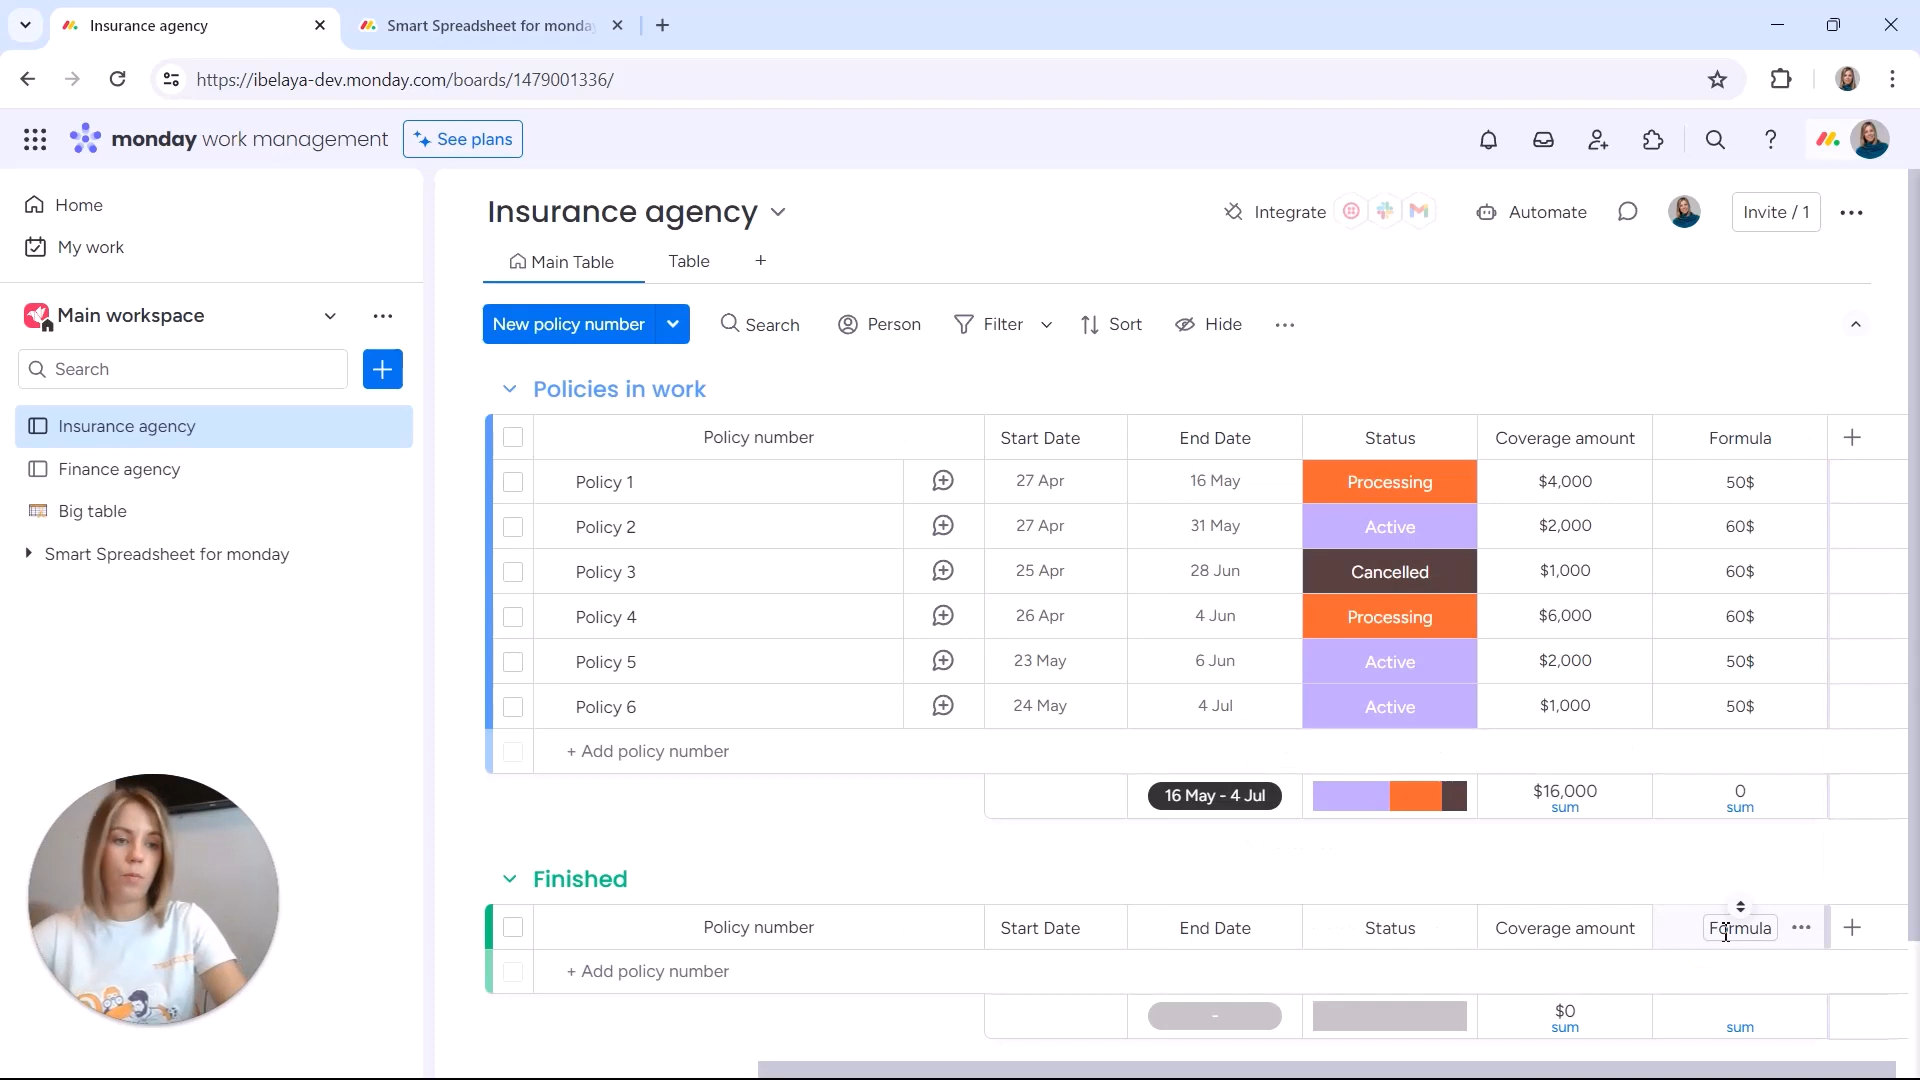 Insurance agency
Smart Spreadsheet for monda
https://ibelaya-dev.monday.com/boards/1479001336/
monday work management
See plans
Home
My work
Main workspace
Search
Insurance agency
Finance agency
Big table
Smart Spreadsheet for monday
Insurance agency
Integrate
Automate
Invite / 1
Main Table
Table
New policy number
Search
Person
Filter
Sort
Hide
Policies in work
Policy number Start Date End Date Status Coverage amount Formula
Policy 1 27 Apr 16 May Processing $4,000 50$
Policy 2 27 Apr 31 May Active $2,000 60$
Policy 3 25 Apr 28 Jun Cancelled $1,000 60$
Policy 4 26 Apr 4 Jun Processing $6,000 60$
Policy 5 23 May 6 Jun Active $2,000 50$
Policy 6 24 May 4 Jul Active $1,000 50$
+ Add policy number
16 May - 4 Jul $16,000 0
sum sum
Finished
Policy number Start Date End Date Status Coverage amount Formula
+ Add policy number
- $0
sum sum